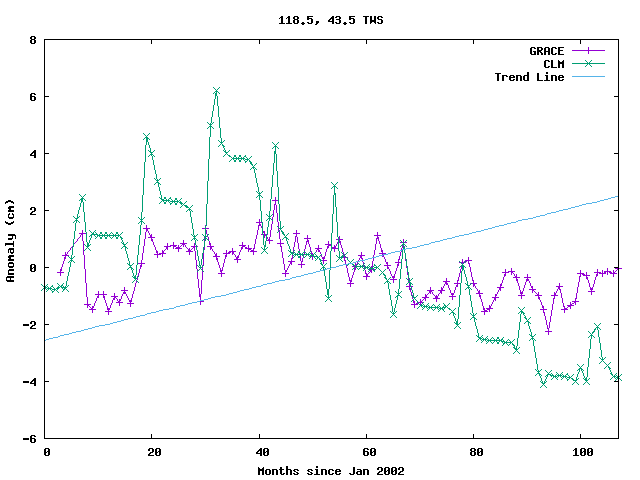 118.5, 43.5 TWS
GRACE
CLM
Trend Line
8
6
4
2
0
-2
-4
-6
Anomaly (cm)
0 20 40 60 80 100
Months since Jan 2002